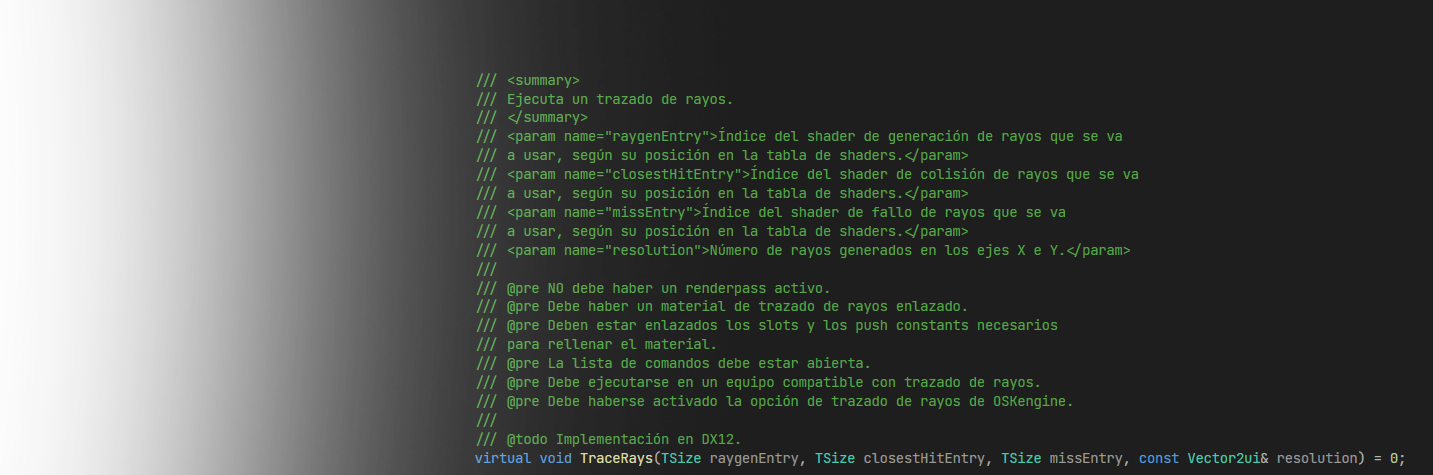 /// <summary>
/// Ejecuta un trazado de rayos.
/// </summary>
/// <param name="raygenEntry">Índice del shader de generación de rayos que se va
/// a usar, según su posición en la tabla de shaders.</param>
/// <param name="closestHitEntry">Índice del shader de colisión de rayos que se va
/// a usar, según su posición en la tabla de shaders.</param>
/// <param name="missEntry">Índice del shader de fallo de rayos que se va
/// a usar, según su posición en la tabla de shaders.</param>
/// <param name="resolution">Número de rayos generados en los ejes X e Y.</param>
///
/// @pre NO debe haber un renderpass activo.
/// @pre Debe haber un material de trazado de rayos enlazado.
/// @pre Deben estar enlazados los slots y los push constants necesarios
/// para rellenar el material.
/// @pre La lista de comandos debe estar abierta.
/// @pre Debe ejecutarse en un equipo compatible con trazado de rayos.
/// @pre Debe haberse activado la opción de trazado de rayos de OSKengine.
///
/// @todo Implementación en DX12.
virtual void TraceRays(TSize raygenEntry, TSize closestHitEntry, TSize missEntry, const Vector2ui& resolution) = 0;